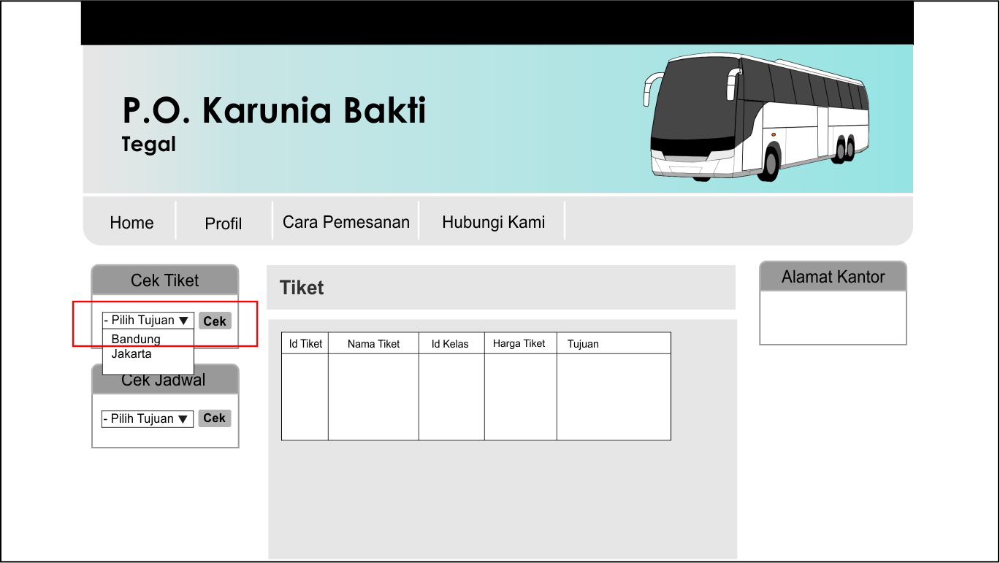 P.O. Karunia Bakti
Tegal
Home
Profil
Cara Pemesanan
Hubungi Kami
Cek Tiket
- Pilih Tujuan
Cek
Bandung
Jakarta
Cek Jadwal
- Pilih Tujuan
Cek
Tiket
Id Tiket
Nama Tiket
Id Kelas
Harga Tiket
Tujuan
Alamat Kantor